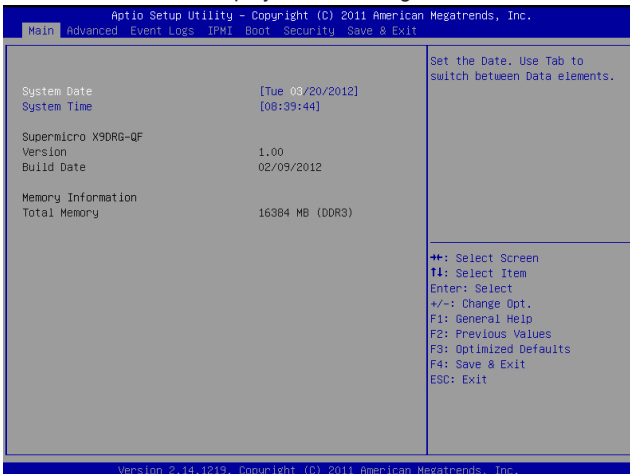 Aptio Setup Utility – Copyright (C) 2011 American Megatrends, Inc.
Main Advanced Event Logs IPMI Boot Security Save & Exit
Set the Date. Use Tab to
switch between Data elements.
System Date [Tue 03/20/2012]
System Time [08:39:44]
Supermicro X9DRG-QF
Version 1.00
Build Date 02/09/2012
Memory Information
Total Memory 16384 MB (DDR3)
→←: Select Screen
↑↓: Select Item
Enter: Select
+/-: Change Opt.
F1: General Help
F2: Previous Values
F3: Optimized Defaults
F4: Save & Exit
ESC: Exit
Version 2.14.1219. Copyright (C) 2011 American Megatrends, Inc.